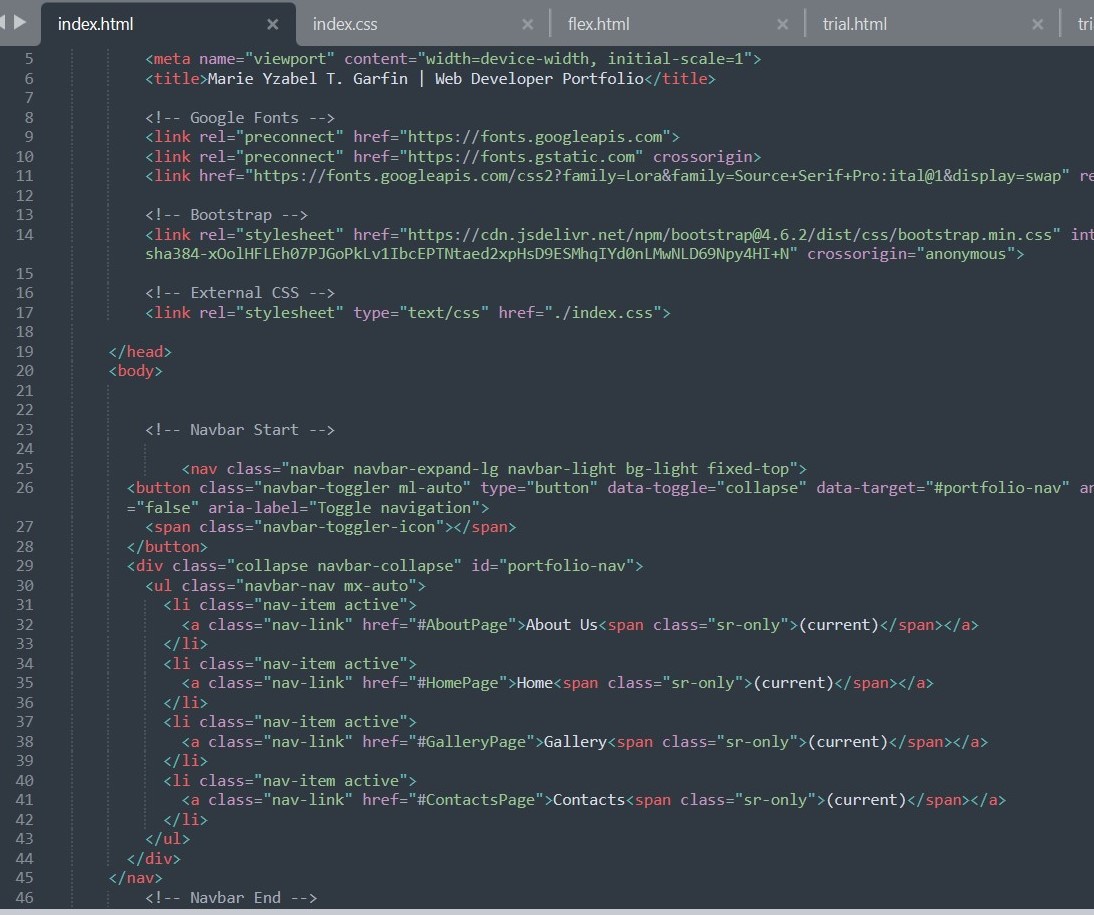 index.html × index.css × flex.html × trial.html × tri
5 <meta name="viewport" content="width=device-width, initial-scale=1">
6 <title>Marie Yzabel T. Garfin | Web Developer Portfolio</title>
7
8 <!-- Google Fonts -->
9 <link rel="preconnect" href="https://fonts.googleapis.com">
10 <link rel="preconnect" href="https://fonts.gstatic.com" crossorigin>
11 <link href="https://fonts.googleapis.com/css2?family=Lora&family=Source+Serif+Pro:ital@1&display=swap" re
12
13 <!-- Bootstrap -->
14 <link rel="stylesheet" href="https://cdn.jsdelivr.net/npm/bootstrap@4.6.2/dist/css/bootstrap.min.css" int
sha384-xOolHFLEh07PJGoPkLv1IbcEPTNtaed2xpHsD9ESMhqIYd0nLMwNLD69Npy4HI+N" crossorigin="anonymous">
15
16 <!-- External CSS -->
17 <link rel="stylesheet" type="text/css" href="./index.css">
18
19 </head>
20 <body>
21
22
23 <!-- Navbar Start -->
24
25 <nav class="navbar navbar-expand-lg navbar-light bg-light fixed-top">
26 <button class="navbar-toggler ml-auto" type="button" data-toggle="collapse" data-target="#portfolio-nav" ar
="false" aria-label="Toggle navigation">
27 <span class="navbar-toggler-icon"></span>
28 </button>
29 <div class="collapse navbar-collapse" id="portfolio-nav">
30 <ul class="navbar-nav mx-auto">
31 <li class="nav-item active">
32 <a class="nav-link" href="#AboutPage">About Us<span class="sr-only">(current)</span></a>
33 </li>
34 <li class="nav-item active">
35 <a class="nav-link" href="#HomePage">Home<span class="sr-only">(current)</span></a>
36 </li>
37 <li class="nav-item active">
38 <a class="nav-link" href="#GalleryPage">Gallery<span class="sr-only">(current)</span></a>
39 </li>
40 <li class="nav-item active">
41 <a class="nav-link" href="#ContactsPage">Contacts<span class="sr-only">(current)</span></a>
42 </li>
43 </ul>
44 </div>
45 </nav>
46 <!-- Navbar End -->